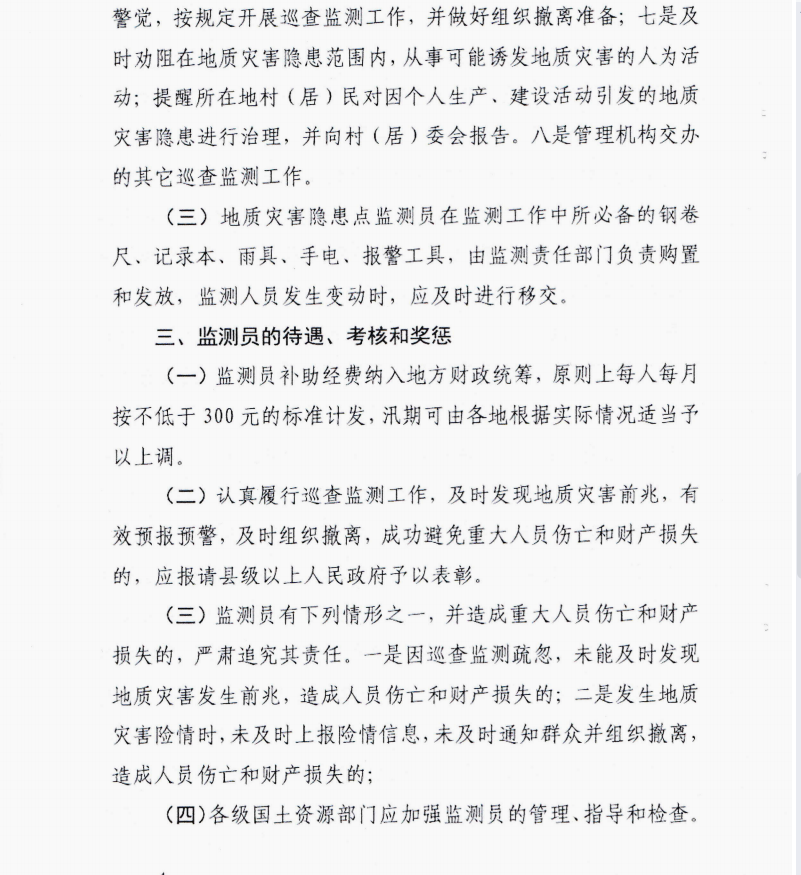 警觉，按规定开展巡查监测工作，并做好组织撤离准备；七是及
时劝阻在地质灾害隐患范围内，从事可能诱发地质灾害的人为活
动；提醒所在地村（居）民对因个人生产、建设活动引发的地质
灾害隐患进行治理，并向村（居）委会报告。八是管理机构交办
的其它巡查监测工作。
（三）地质灾害隐患点监测员在监测工作中所必备的钢卷
尺、记录本、雨具、手电、报警工具，由监测责任部门负责购置
和发放，监测人员发生变动时，应及时进行移交。
三、监测员的待遇、考核和奖惩
（一）监测员补助经费纳入地方财政统筹，原则上每人每月
按不低于 300 元的标准计发，汛期可由各地根据实际情况适当予
以上调。
（二）认真履行巡查监测工作，及时发现地质灾害前兆，有
效预报预警，及时组织撤离，成功避免重大人员伤亡和财产损失
的，应报请县级以上人民政府予以表彰。
（三）监测员有下列情形之一，并造成重大人员伤亡和财产
损失的，严肃追究其责任。一是因巡查监测疏忽，未能及时发现
地质灾害发生前兆，造成人员伤亡和财产损失的；二是发生地质
灾害险情时，未及时上报险情信息，未及时通知群众并组织撤离，
造成人员伤亡和财产损失的；
（四）各级国土资源部门应加强监测员的管理、指导和检查。